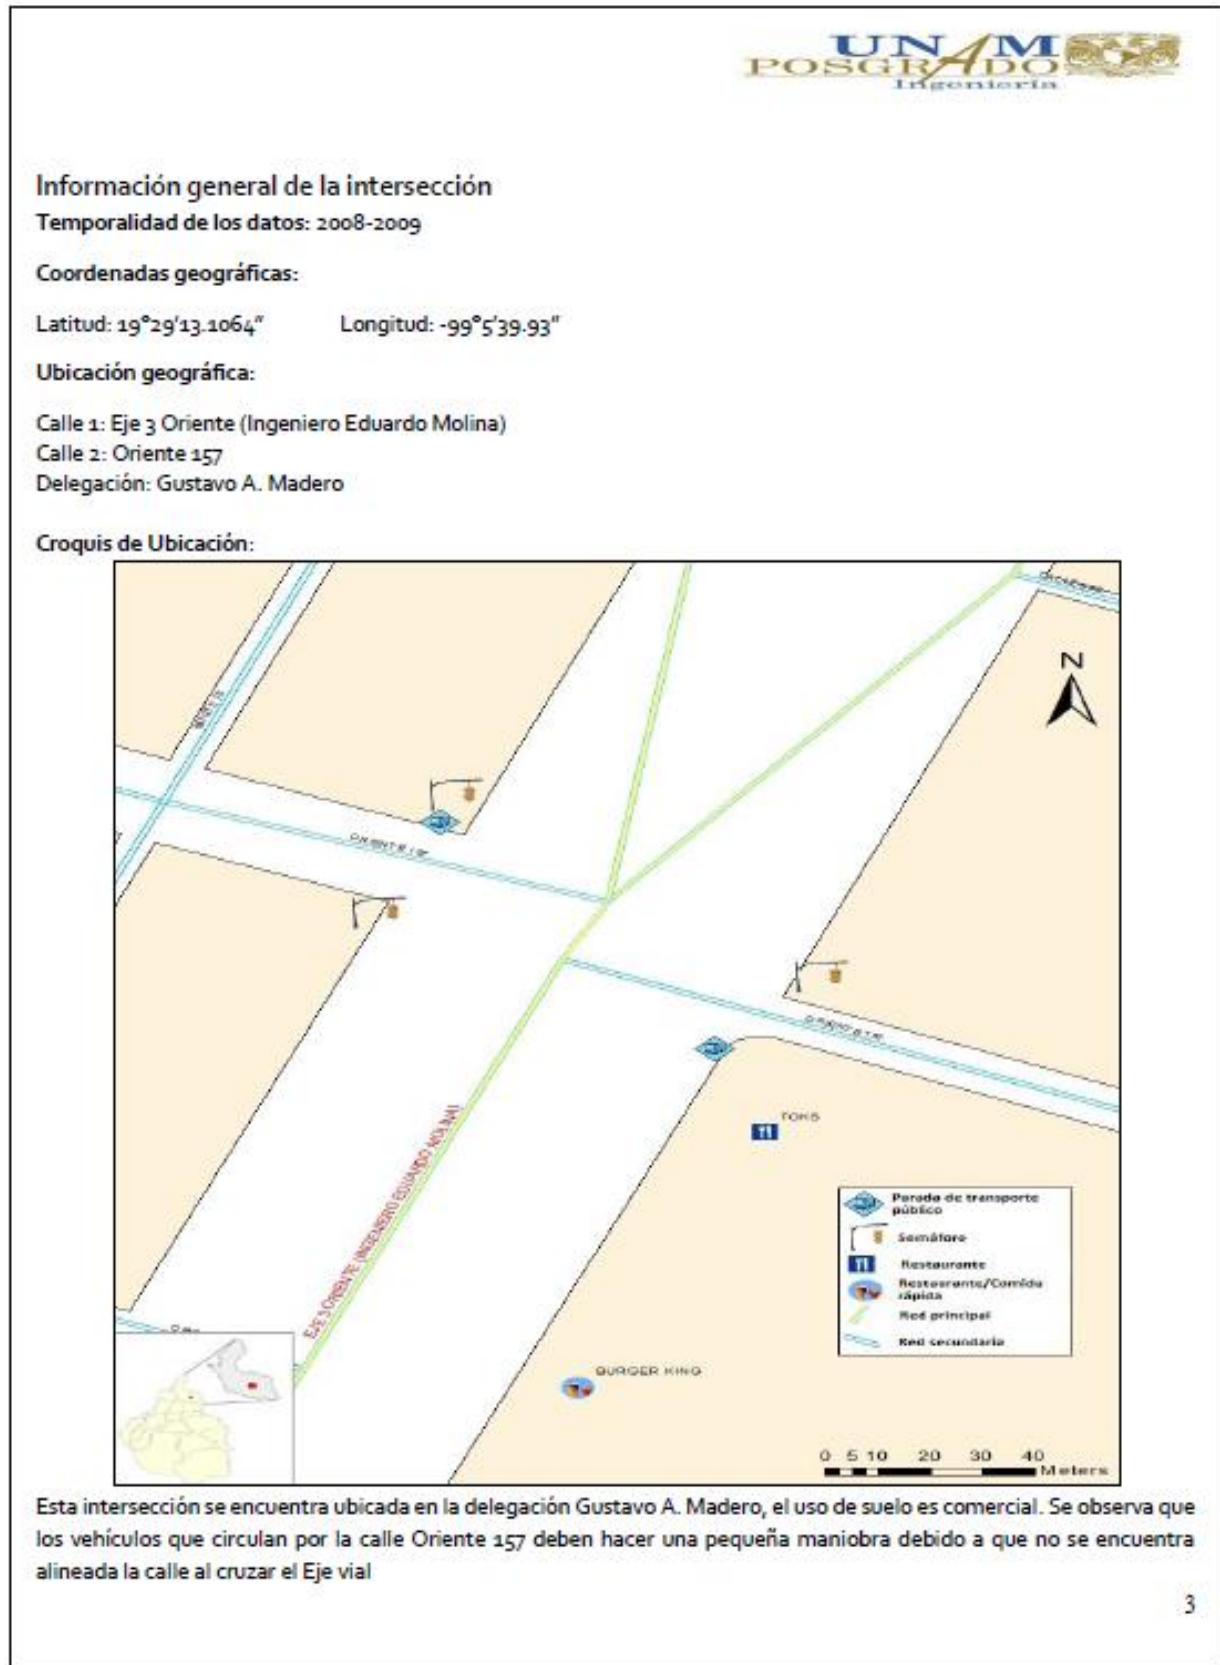 UNAM
POSGRADO
Ingeniería
Información general de la intersección
Temporalidad de los datos: 2008-2009
Coordenadas geográficas:
Latitud: 19°29'13.1064" Longitud: -99°5'39.93"
Ubicación geográfica:
Calle 1: Eje 3 Oriente (Ingeniero Eduardo Molina)
Calle 2: Oriente 157
Delegación: Gustavo A. Madero
Croquis de Ubicación:
N
EJE 3 ORIENTE (INGENIERO EDUARDO MOLINA)
TOKS
Parada de transporte
público
Semáforo
Restaurante
Restaurante/Comida
rápida
Red principal
Red secundaria
BURGER KING
0 5 10 20 30 40
Meters
Esta intersección se encuentra ubicada en la delegación Gustavo A. Madero, el uso de suelo es comercial. Se observa que
los vehículos que circulan por la calle Oriente 157 deben hacer una pequeña maniobra debido a que no se encuentra
alineada la calle al cruzar el Eje vial
3